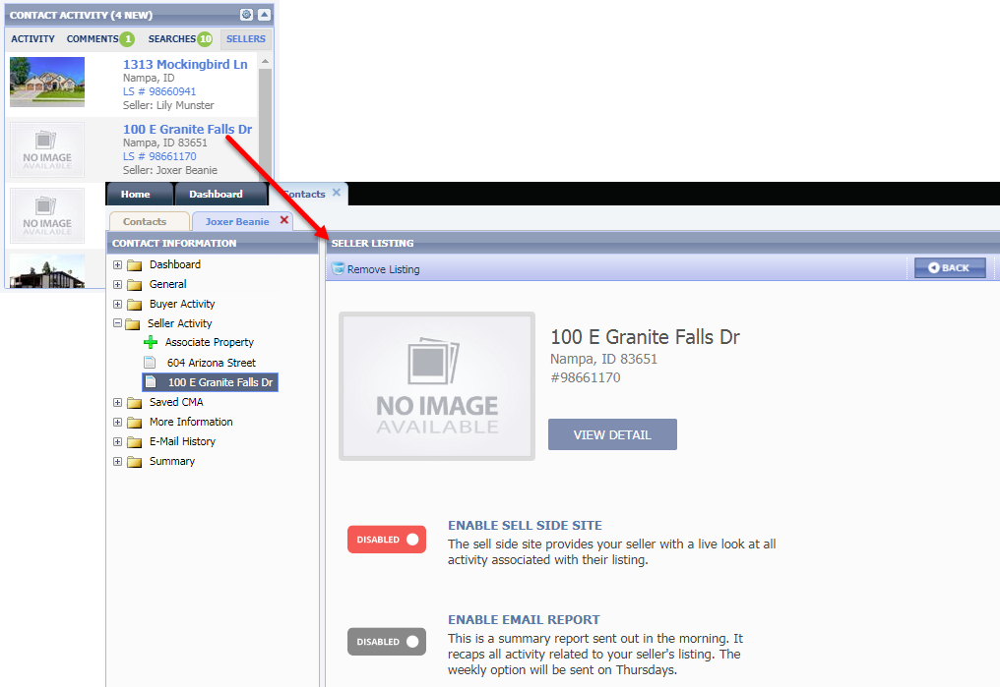 CONTACT ACTIVITY (4 NEW)
ACTIVITY COMMENTS 1 SEARCHES 10 SELLERS
1313 Mockingbird Ln
Nampa, ID
LS # 98660941
Seller: Lily Munster
NO IMAGE
AVAILABLE
100 E Granite Falls Dr
Nampa, ID 83651
LS # 98661170
Seller: Joxer Beanie
NO IMAGE
AVAILABLE
Home Dashboard Contacts
Contacts Joxer Beanie
CONTACT INFORMATION
Dashboard
General
Buyer Activity
Seller Activity
Associate Property
604 Arizona Street
100 E Granite Falls Dr
Saved CMA
More Information
E-Mail History
Summary
SELLER LISTING
Remove Listing BACK
NO IMAGE
AVAILABLE
100 E Granite Falls Dr
Nampa, ID 83651
#98661170
VIEW DETAIL
DISABLED
ENABLE SELL SIDE SITE
The sell side site provides your seller with a live look at all
activity associated with their listing.
DISABLED
ENABLE EMAIL REPORT
This is a summary report sent out in the morning. It
recaps all activity related to your seller's listing. The
weekly option will be sent on Thursdays.